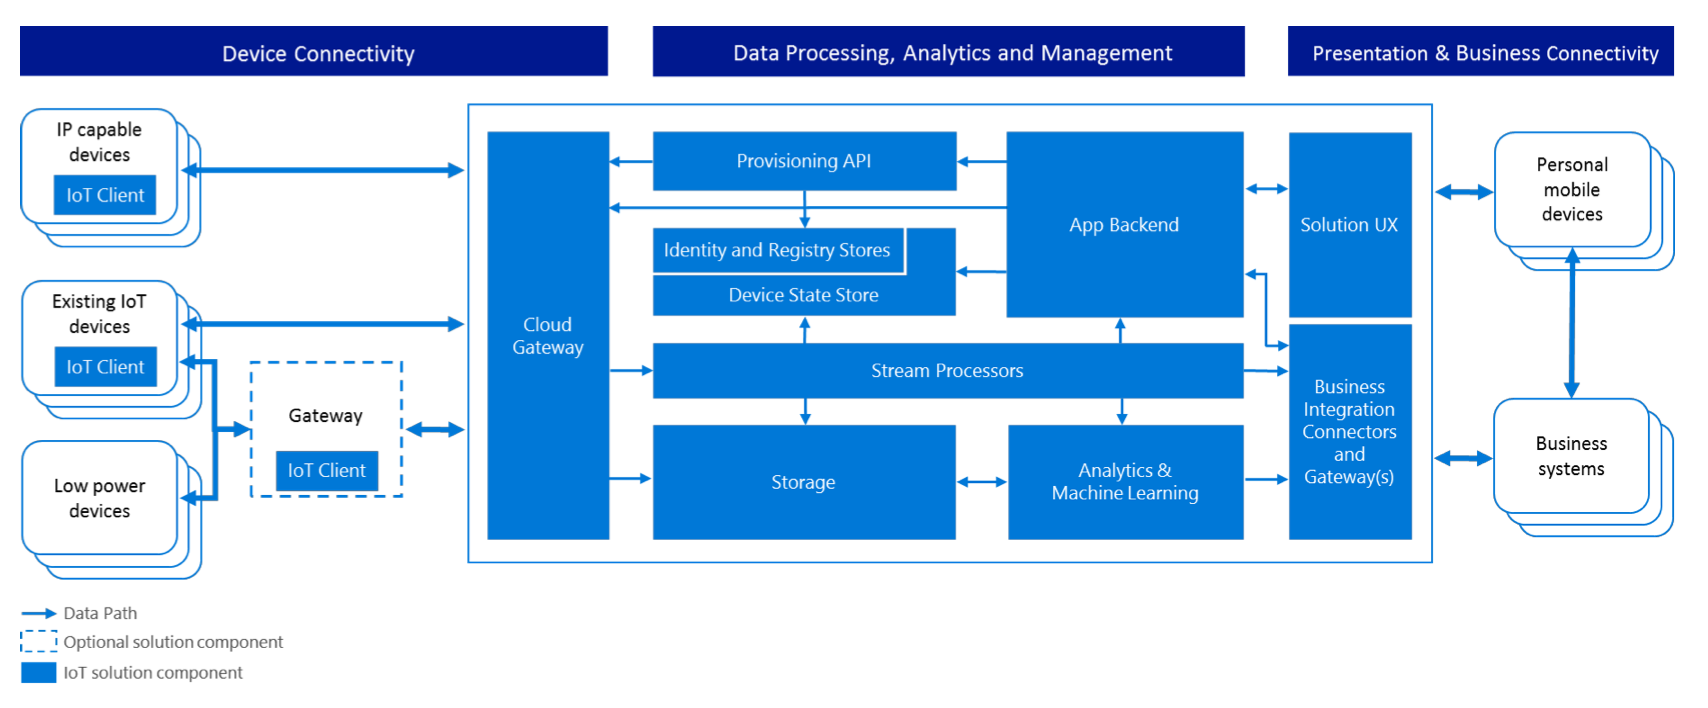 Device Connectivity
Data Processing, Analytics and Management
Presentation & Business Connectivity
IP capable
devices
IoT Client
Existing IoT
devices
IoT Client
Low power
devices
Gateway
IoT Client
Cloud
Gateway
Provisioning API
Identity and Registry Stores
Device State Store
Stream Processors
Storage
App Backend
Analytics &
Machine Learning
Solution UX
Business
Integration
Connectors
and
Gateway(s)
Personal
mobile
devices
Business
systems
Data Path
Optional solution component
IoT solution component